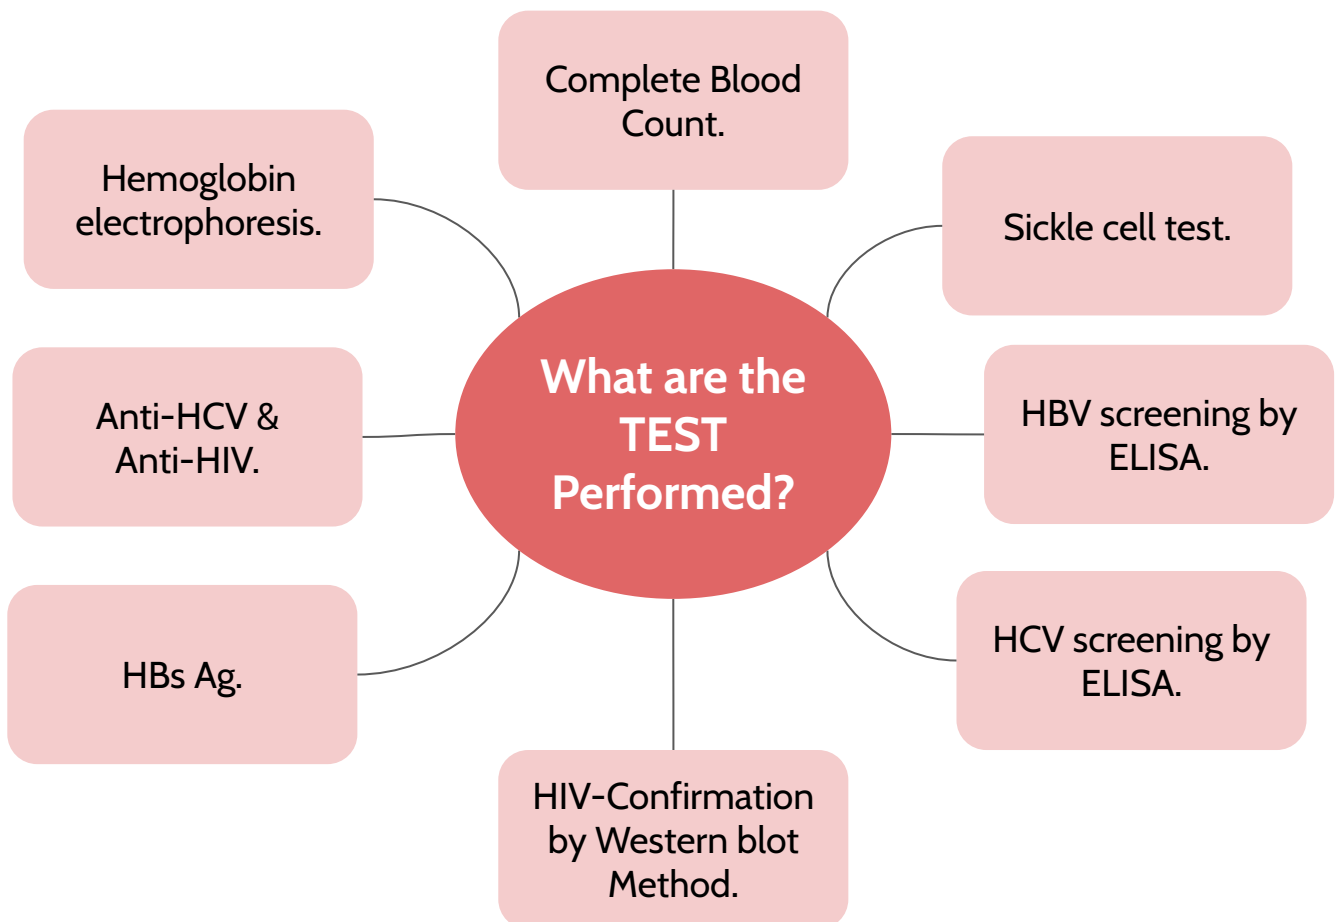 What are the
TEST
Performed?
Complete Blood
Count.
Sickle cell test.
HBV screening by
ELISA.
HCV screening by
ELISA.
HIV-Confirmation
by Western blot
Method.
HBs Ag.
Anti-HCV &
Anti-HIV.
Hemoglobin
electrophoresis.